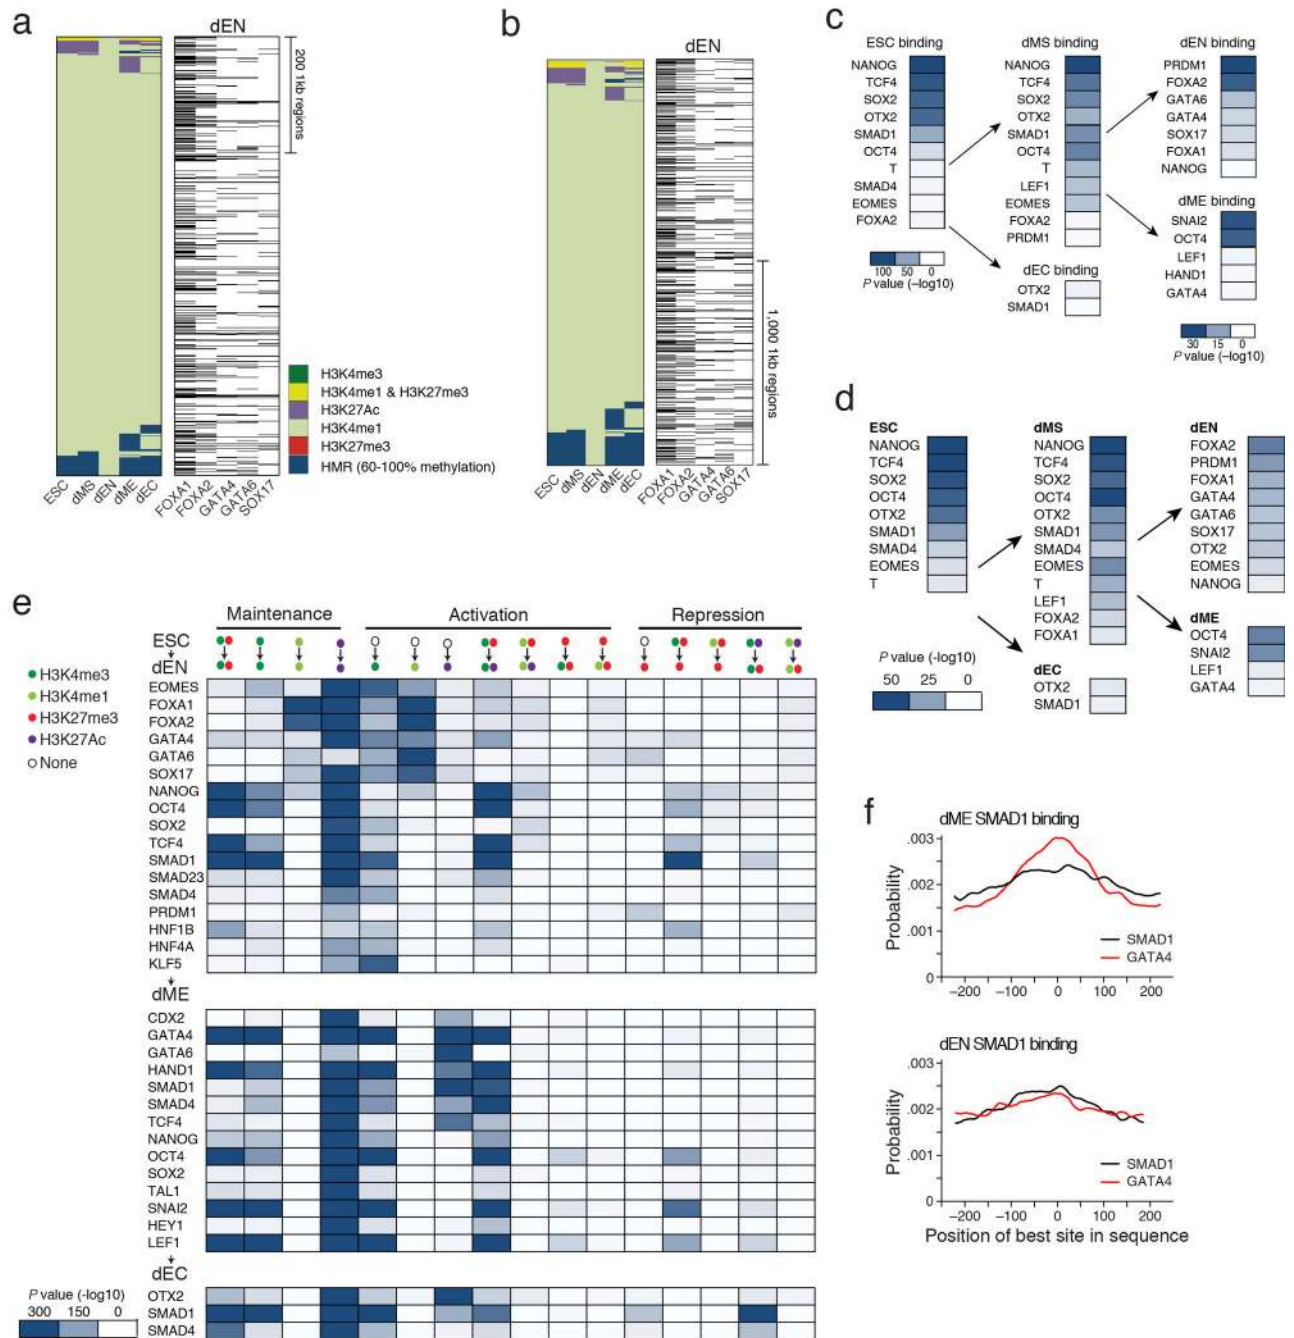 a
dEN
200 1kb regions
ESC
dMS
dEN
dME
dEC
FOXA1
FOXA2
GATA4
GATA6
SOX17
H3K4me3
H3K4me1 & H3K27me3
H3K27Ac
H3K4me1
H3K27me3
HMR (60-100% methylation)
b
dEN
1,000 1kb regions
ESC
dMS
dEN
dME
dEC
FOXA1
FOXA2
GATA4
GATA6
SOX17
c
ESC binding
NANOG
TCF4
SOX2
OTX2
SMAD1
OCT4
T
SMAD4
EOMES
FOXA2
100 50 0
P value (–log10)
dMS binding
NANOG
TCF4
SOX2
OTX2
SMAD1
OCT4
T
LEF1
EOMES
FOXA2
PRDM1
dEC binding
OTX2
SMAD1
dEN binding
PRDM1
FOXA2
GATA6
GATA4
SOX17
FOXA1
NANOG
dME binding
SNAI2
OCT4
LEF1
HAND1
GATA4
30 15 0
P value (–log10)
d
ESC
NANOG
TCF4
SOX2
OCT4
OTX2
SMAD1
SMAD4
EOMES
T
P value (-log10)
50 25 0
dMS
NANOG
TCF4
SOX2
OCT4
OTX2
SMAD1
SMAD4
EOMES
T
LEF1
FOXA2
FOXA1
dEC
OTX2
SMAD1
dEN
FOXA2
PRDM1
FOXA1
GATA4
GATA6
SOX17
OTX2
EOMES
NANOG
dME
OCT4
SNAI2
LEF1
GATA4
e
Maintenance Activation Repression
ESC
dEN
H3K4me3
H3K4me1
H3K27me3
H3K27Ac
None
EOMES
FOXA1
FOXA2
GATA4
GATA6
SOX17
NANOG
OCT4
SOX2
TCF4
SMAD1
SMAD23
SMAD4
PRDM1
HNF1B
HNF4A
KLF5
dME
CDX2
GATA4
GATA6
HAND1
SMAD1
SMAD4
TCF4
NANOG
OCT4
SOX2
TAL1
SNAI2
HEY1
LEF1
dEC
OTX2
SMAD1
SMAD4
P value (-log10)
300 150 0
f
dME SMAD1 binding
Probability
.003
.002
.001
0
SMAD1
GATA4
−200 −100 0 100 200
dEN SMAD1 binding
Probability
.003
.002
.001
0
SMAD1
GATA4
−200 −100 0 100 200
Position of best site in sequence